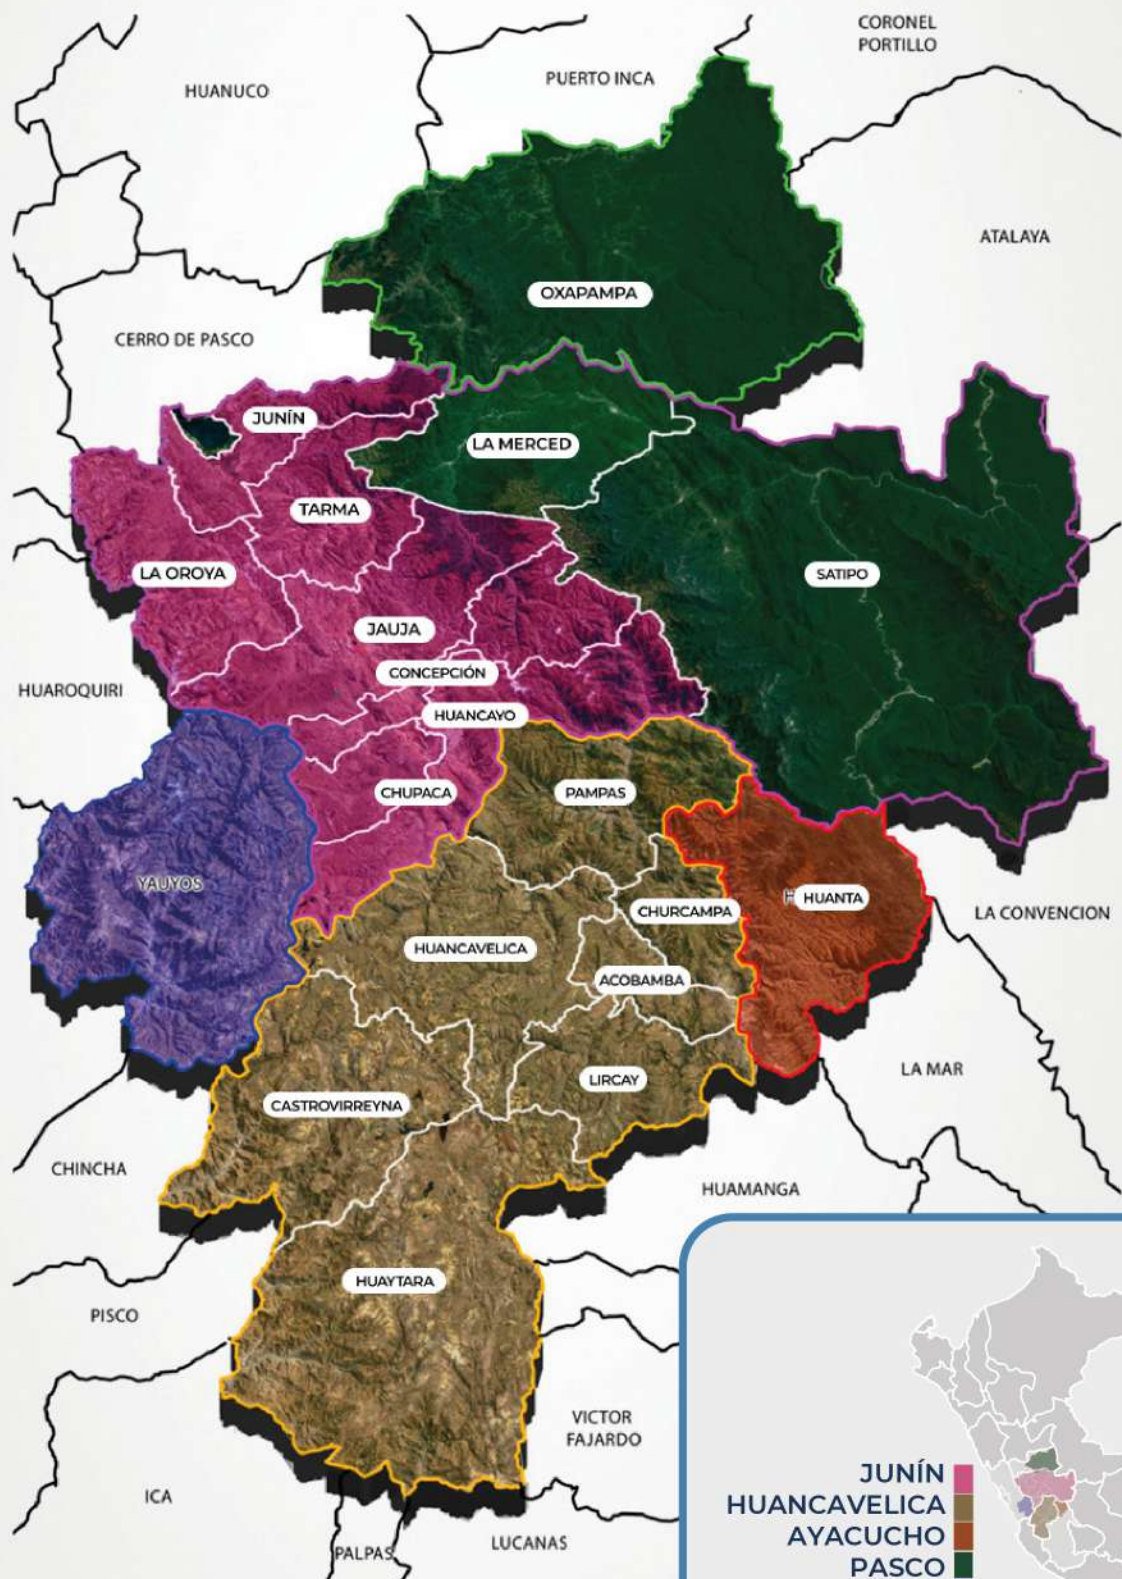 CORONEL
PORTILLO
HUANUCO
PUERTO INCA
ATALAYA
OXAPAMPA
CERRO DE PASCO
JUNÍN
LA MERCED
TARMA
LA OROYA
SATIPO
JAUJA
CONCEPCIÓN
HUAROQUIRI
HUANCAYO
CHUPACA
PAMPAS
YAUYOS
HUANTA
CHURCAMPA
LA CONVENCION
HUANCAVELICA
ACOBAMBA
LA MAR
LIRCAY
CASTROVIRREYNA
CHINCHA
HUAMANGA
HUAYTARA
PISCO
VICTOR
FAJARDO
ICA
LUCANAS
PALPAS
JUNÍN
HUANCAVELICA
AYACUCHO
PASCO